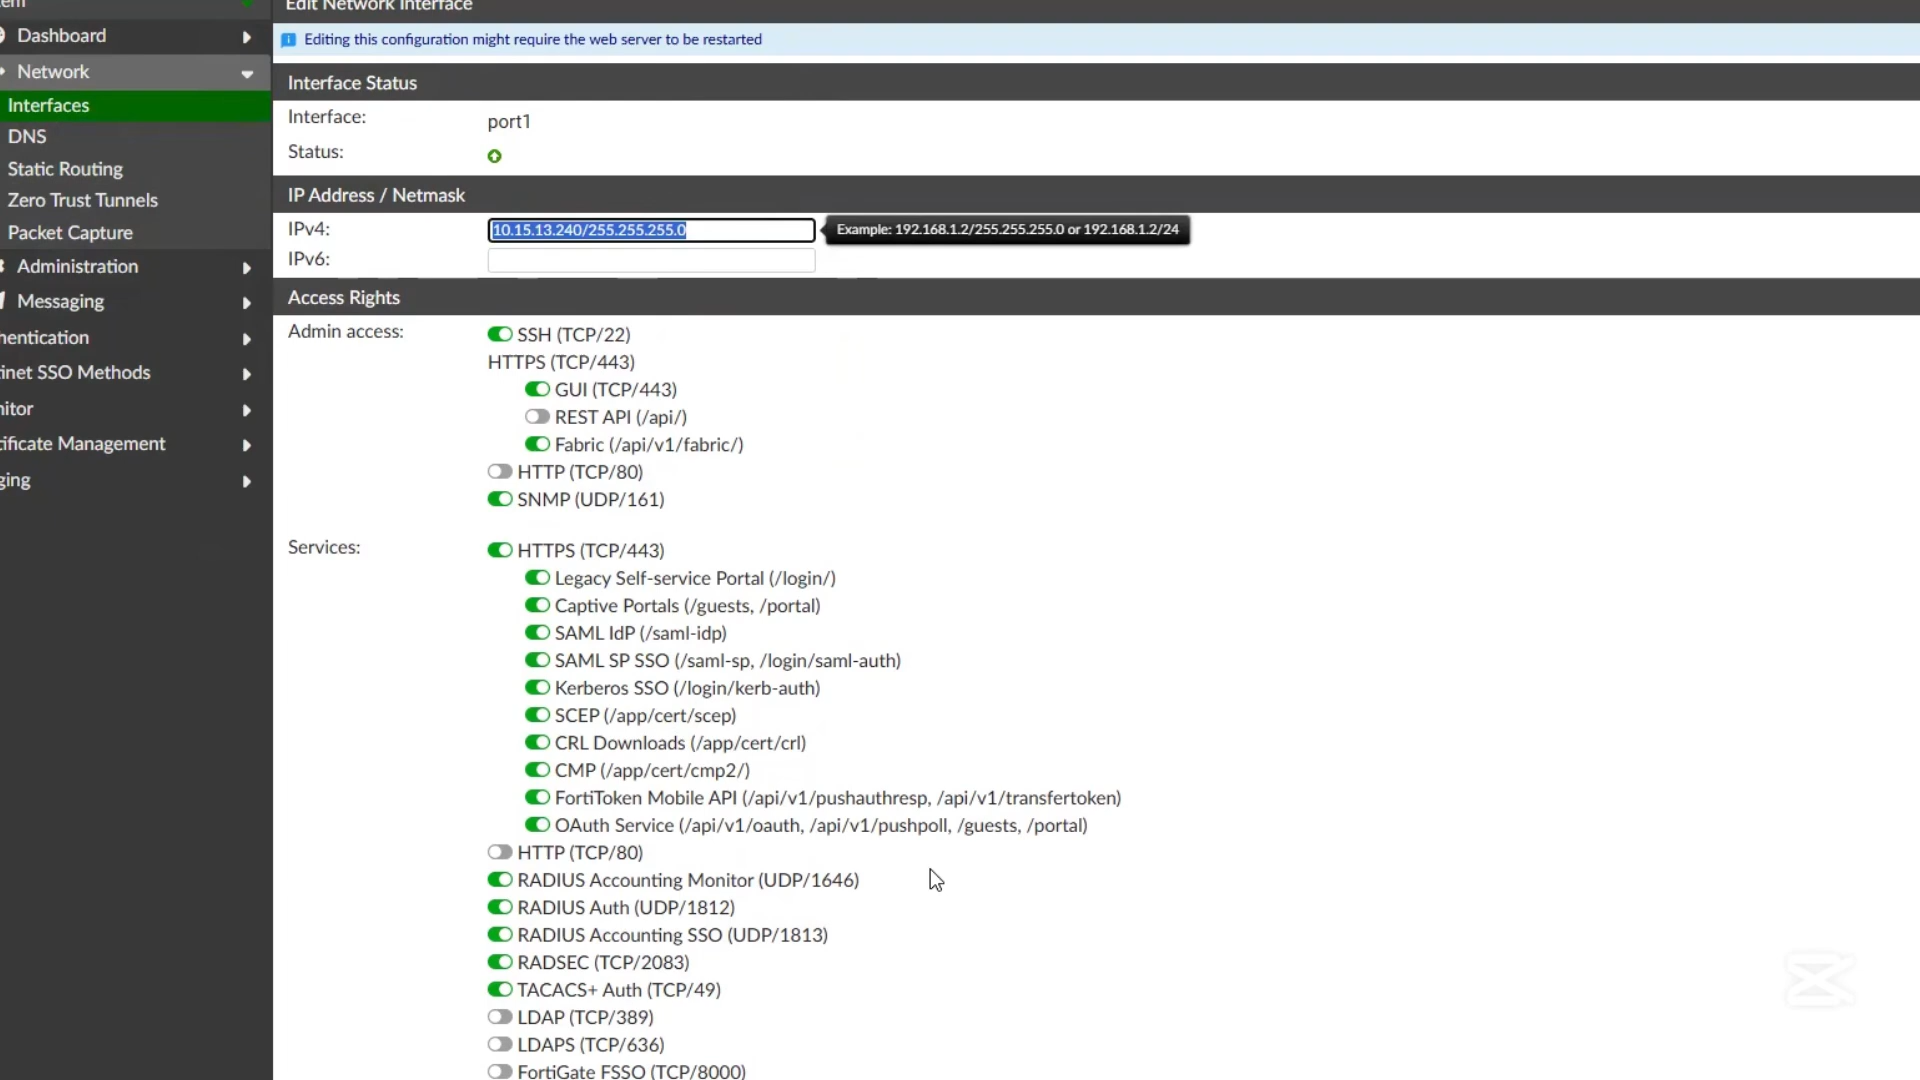 Edit Network Interface
Dashboard
Network
Interfaces
DNS
Static Routing
Zero Trust Tunnels
Packet Capture
Administration
Messaging
hentication
inet SSO Methods
nitor
tificate Management
ging
Editing this configuration might require the web server to be restarted
Interface Status
Interface: port1
Status:
IP Address / Netmask
IPv4: 10.15.13.240/255.255.255.0 Example: 192.168.1.2/255.255.255.0 or 192.168.1.2/24
IPv6:
Access Rights
Admin access: SSH (TCP/22)
HTTPS (TCP/443)
GUI (TCP/443)
REST API (/api/)
Fabric (/api/v1/fabric/)
HTTP (TCP/80)
SNMP (UDP/161)
Services: HTTPS (TCP/443)
Legacy Self-service Portal (/login/)
Captive Portals (/guests, /portal)
SAML IdP (/saml-idp)
SAML SP SSO (/saml-sp, /login/saml-auth)
Kerberos SSO (/login/kerb-auth)
SCEP (/app/cert/scep)
CRL Downloads (/app/cert/crl)
CMP (/app/cert/cmp2/)
FortiToken Mobile API (/api/v1/pushauthresp, /api/v1/transfertoken)
OAuth Service (/api/v1/oauth, /api/v1/pushpoll, /guests, /portal)
HTTP (TCP/80)
RADIUS Accounting Monitor (UDP/1646)
RADIUS Auth (UDP/1812)
RADIUS Accounting SSO (UDP/1813)
RADSEC (TCP/2083)
TACACS+ Auth (TCP/49)
LDAP (TCP/389)
LDAPS (TCP/636)
FortiGate FSSO (TCP/8000)